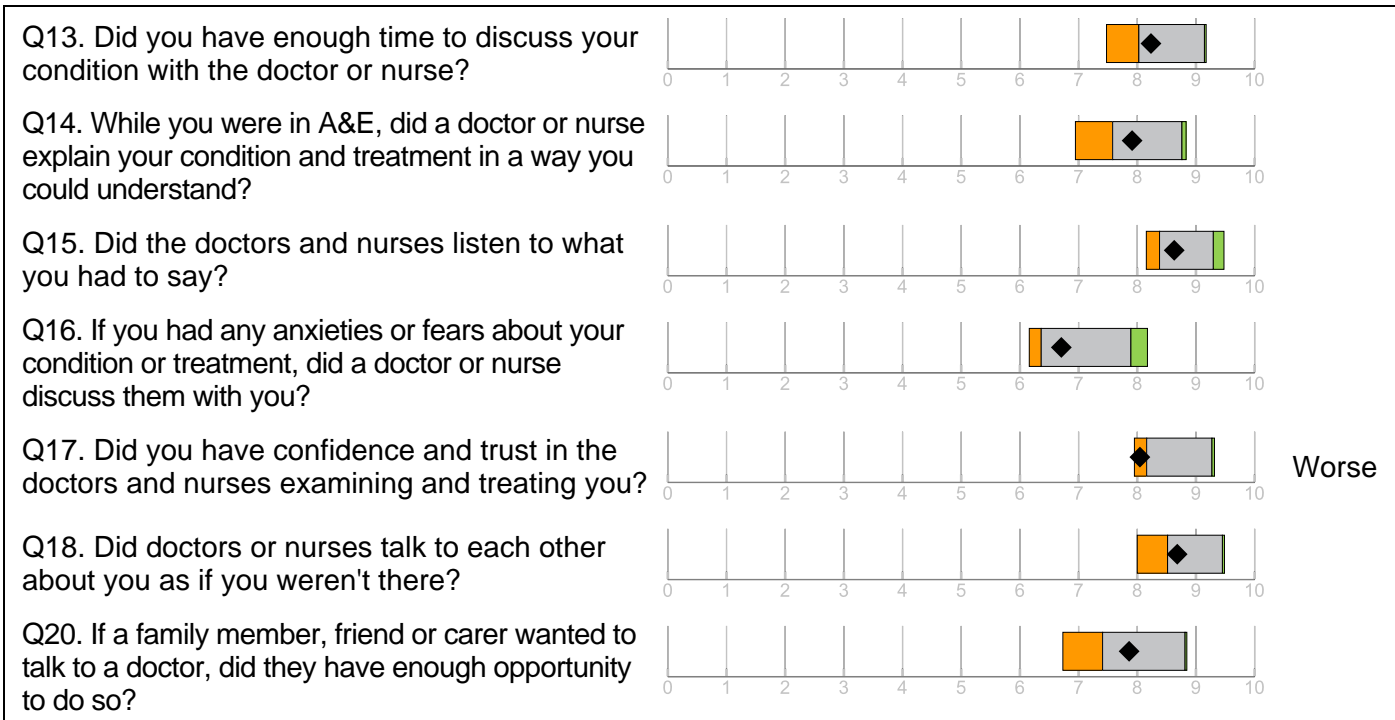 Q13. Did you have enough time to discuss your
condition with the doctor or nurse?
0 1 2 3 4 5 6 7 8 9 10
Q14. While you were in A&E, did a doctor or nurse
explain your condition and treatment in a way you
could understand?
0 1 2 3 4 5 6 7 8 9 10
Q15. Did the doctors and nurses listen to what
you had to say?
0 1 2 3 4 5 6 7 8 9 10
Q16. If you had any anxieties or fears about your
condition or treatment, did a doctor or nurse
discuss them with you?
0 1 2 3 4 5 6 7 8 9 10
Q17. Did you have confidence and trust in the
doctors and nurses examining and treating you?
0 1 2 3 4 5 6 7 8 9 10
Worse
Q18. Did doctors or nurses talk to each other
about you as if you weren't there?
0 1 2 3 4 5 6 7 8 9 10
Q20. If a family member, friend or carer wanted to
talk to a doctor, did they have enough opportunity
to do so?
0 1 2 3 4 5 6 7 8 9 10